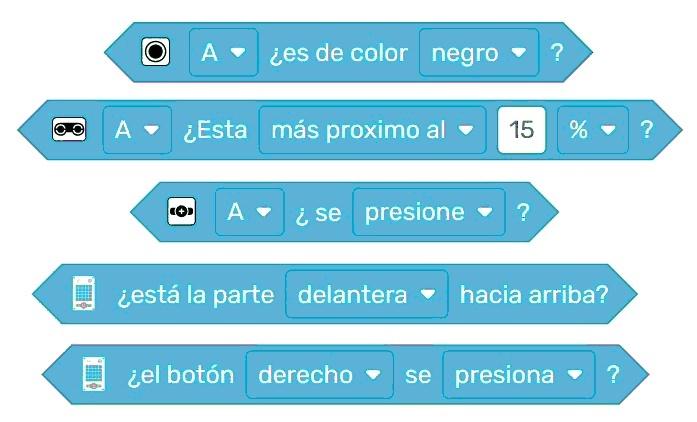 A ¿es de color negro ?
A ¿Esta más proximo al 15 % ?
A ¿ se presione ?
¿está la parte delantera hacia arriba?
¿el botón derecho se presiona ?